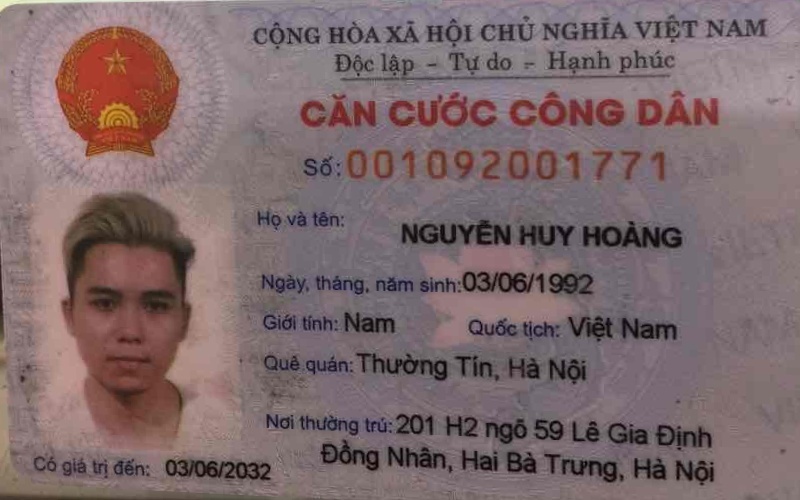 CỘNG HÒA XÃ HỘI CHỦ NGHĨA VIỆT NAM
Độc lập - Tự do - Hạnh phúc
CĂN CƯỚC CÔNG DÂN
Số: 001092001771
Họ và tên: NGUYỄN HUY HOÀNG
Ngày, tháng, năm sinh: 03/06/1992
Giới tính: Nam Quốc tịch: Việt Nam
Quê quán: Thường Tín, Hà Nội
Nơi thường trú: 201 H2 ngõ 59 Lê Gia Định
Đồng Nhân, Hai Bà Trưng, Hà Nội
Có giá trị đến: 03/06/2032